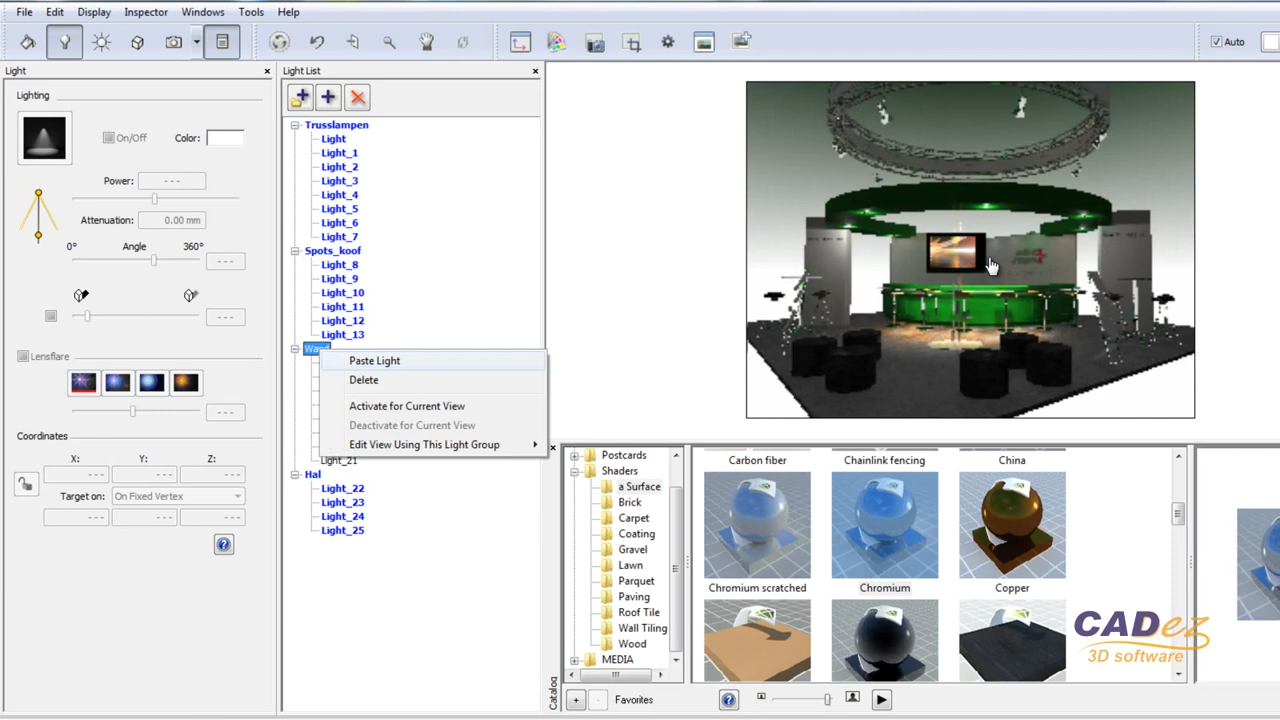 File Edit Display Inspector Windows Tools Help
Auto
Light
Light List
Lighting
On/Off
Color:
Power:
---
Attenuation:
0.00 mm
0°
Angle
360°
---
---
Lensflare
---
Coordinates
X:
Y:
Z:
---
---
---
Target on:
On Fixed Vertex
---
---
---
Trusslampen
Light
Light_1
Light_2
Light_3
Light_4
Light_5
Light_6
Light_7
Spots_koof
Light_8
Light_9
Light_10
Light_11
Light_12
Light_13
Paste Light
Delete
Activate for Current View
Deactivate for Current View
Edit View Using This Light Group
Light_21
Hal
Light_22
Light_23
Light_24
Light_25
Catalog
Postcards
Shaders
a Surface
Brick
Carpet
Coating
Gravel
Lawn
Parquet
Paving
Roof Tile
Wall Tiling
Wood
MEDIA
Favorites
Carbon fiber
Chainlink fencing
China
Chromium scratched
Chromium
Copper
CADez
3D software